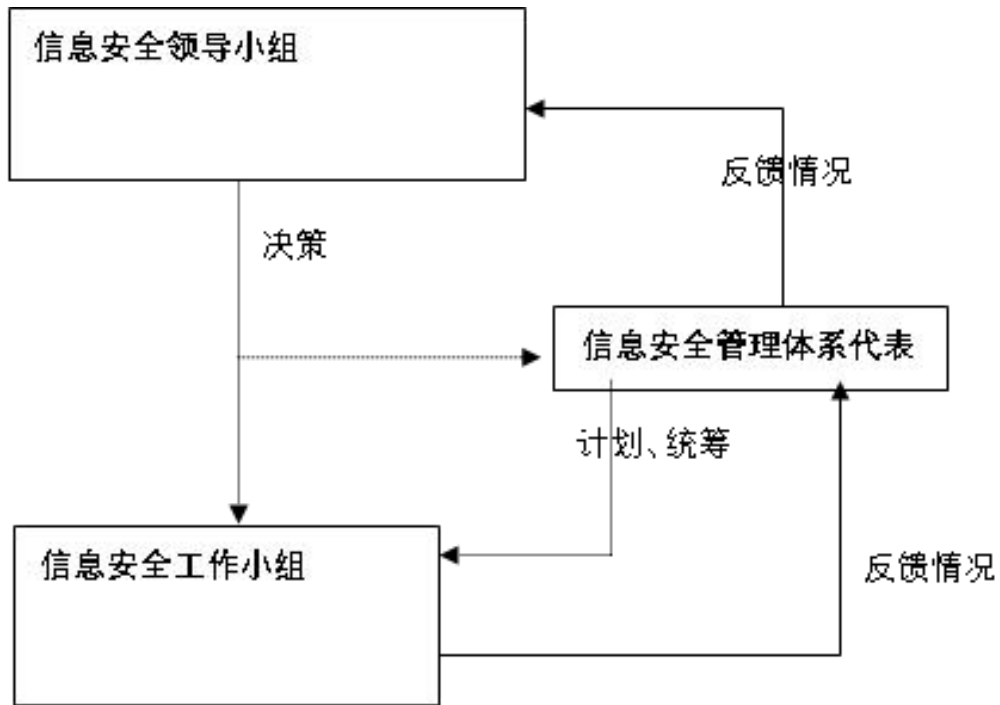 信息安全领导小组
反馈情况
决策
信息安全管理体系代表
计划、统筹
信息安全工作小组
反馈情况